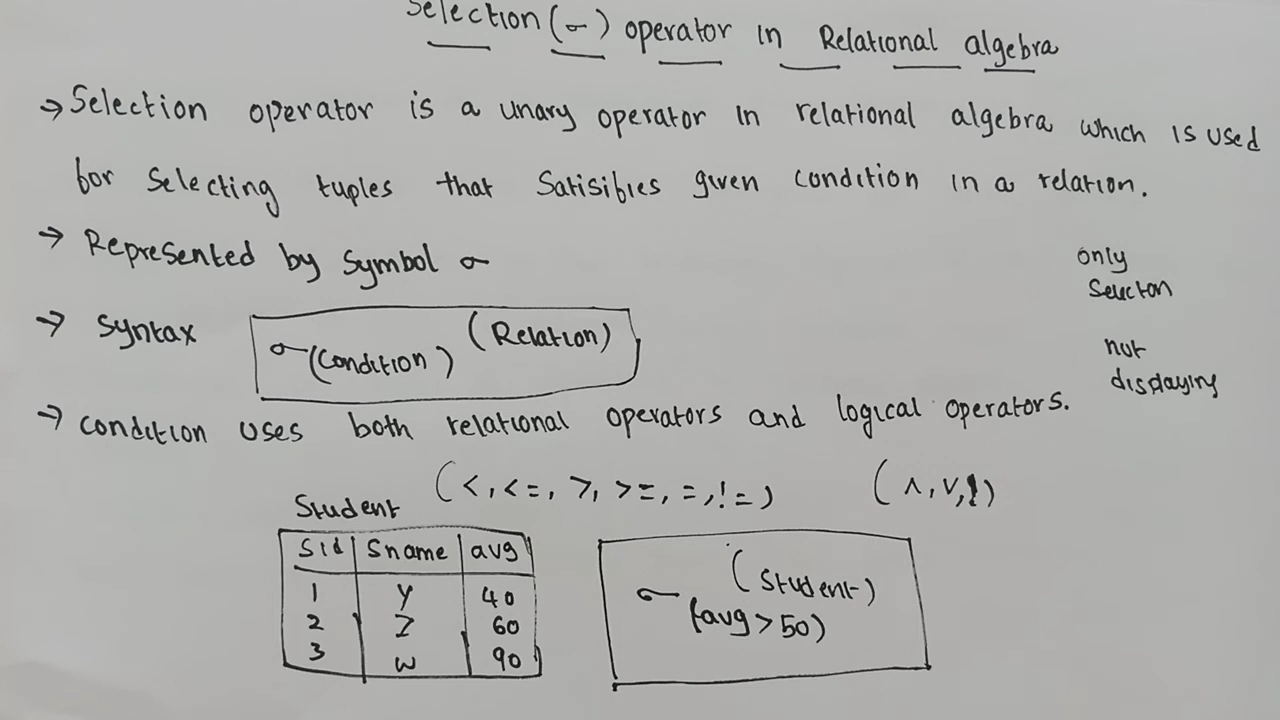 Selection (σ) operator in Relational algebra
→ Selection operator is a unary operator in relational algebra which is used
for selecting tuples that Satisifies given condition in a relation.
→ Represented by Symbol σ
only
Seluction
→ Syntax σ(Condition) (Relation)
not
displaying
→ condition uses both relational operators and logical operators.
(<, <=, >, >=, =, !=) (∧, ∨, !)
Student
Sid Sname avg
1 Y 40
2 Z 60
3 W 90
σ(avg > 50) (Student)